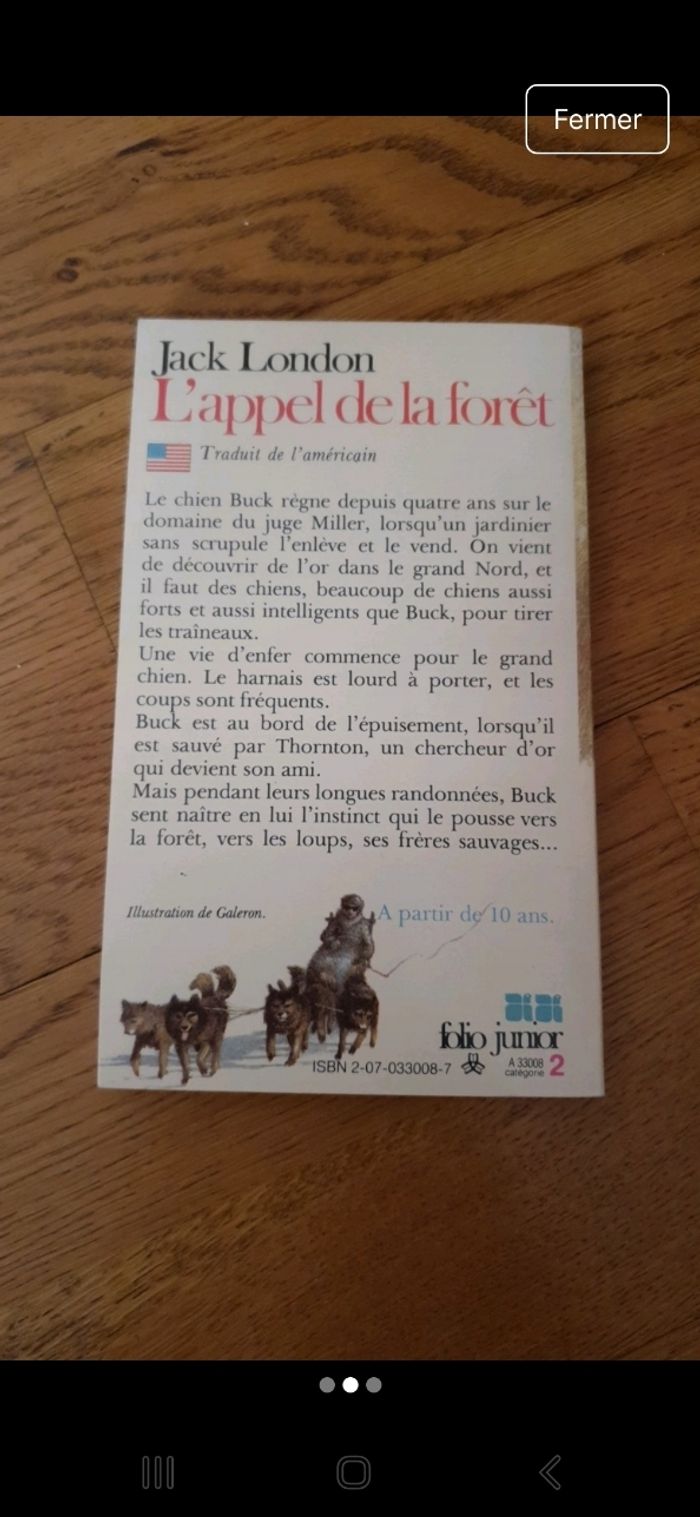 Fermer
Jack London
L'appel de la forêt
Traduit de l'américain
Le chien Buck règne depuis quatre ans sur le
domaine du juge Miller, lorsqu'un jardinier
sans scrupule l'enlève et le vend. On vient
de découvrir de l'or dans le grand Nord, et
il faut des chiens, beaucoup de chiens aussi
forts et aussi intelligents que Buck, pour tirer
les traîneaux.
Une vie d'enfer commence pour le grand
chien. Le harnais est lourd à porter, et les
coups sont fréquents.
Buck est au bord de l'épuisement, lorsqu'il
est sauvé par Thornton, un chercheur d'or
qui devient son ami.
Mais pendant leurs longues randonnées, Buck
sent naître en lui l'instinct qui le pousse vers
la forêt, vers les loups, ses frères sauvages...
Illustration de Galeron.
A partir de 10 ans.
folio junior
ISBN 2-07-033008-7
A 33008
catégorie 2